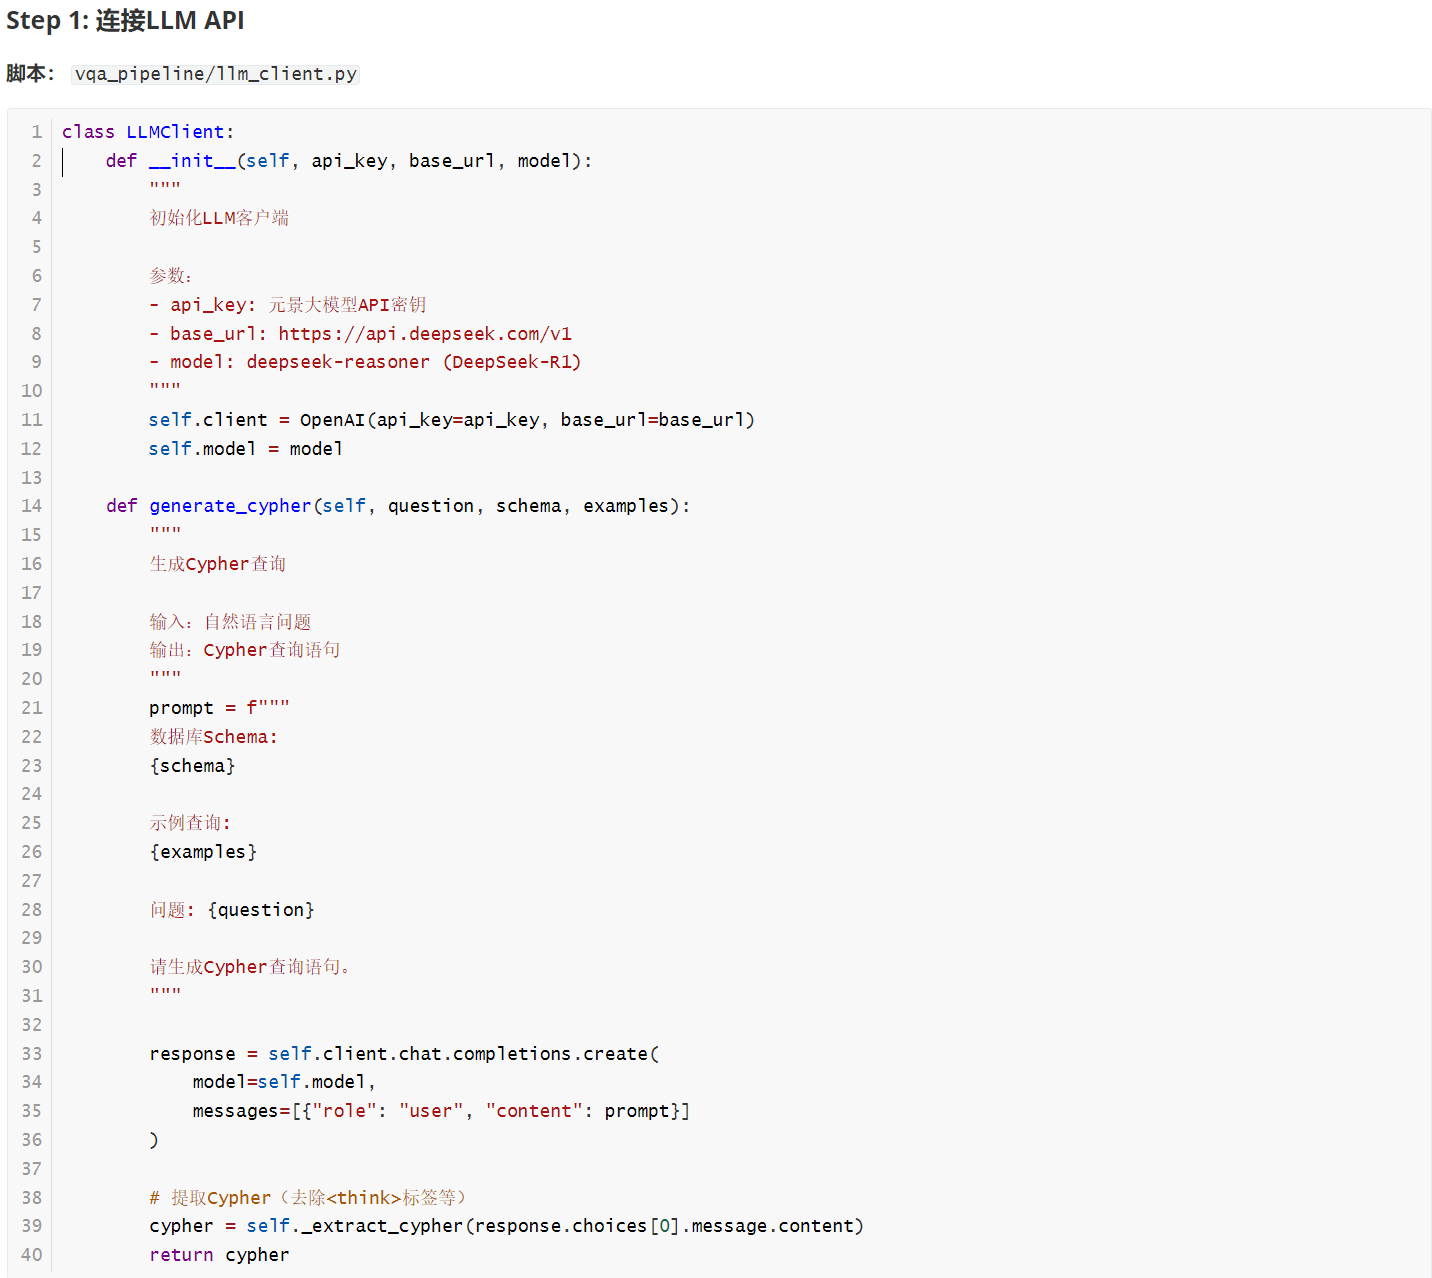 Step 1: 连接LLM API
脚本： vqa_pipeline/llm_client.py
1 class LLMClient:
2     def __init__(self, api_key, base_url, model):
3         """
4         初始化LLM客户端
5
6         参数：
7         - api_key: 元景大模型API密钥
8         - base_url: https://api.deepseek.com/v1
9         - model: deepseek-reasoner (DeepSeek-R1)
10         """
11         self.client = OpenAI(api_key=api_key, base_url=base_url)
12         self.model = model
13
14     def generate_cypher(self, question, schema, examples):
15         """
16         生成Cypher查询
17
18         输入：自然语言问题
19         输出：Cypher查询语句
20         """
21         prompt = f"""
22         数据库Schema:
23         {schema}
24
25         示例查询:
26         {examples}
27
28         问题: {question}
29
30         请生成Cypher查询语句。
31         """
32
33         response = self.client.chat.completions.create(
34             model=self.model,
35             messages=[{"role": "user", "content": prompt}]
36         )
37
38         # 提取Cypher（去除<think>标签等）
39         cypher = self._extract_cypher(response.choices[0].message.content)
40         return cypher